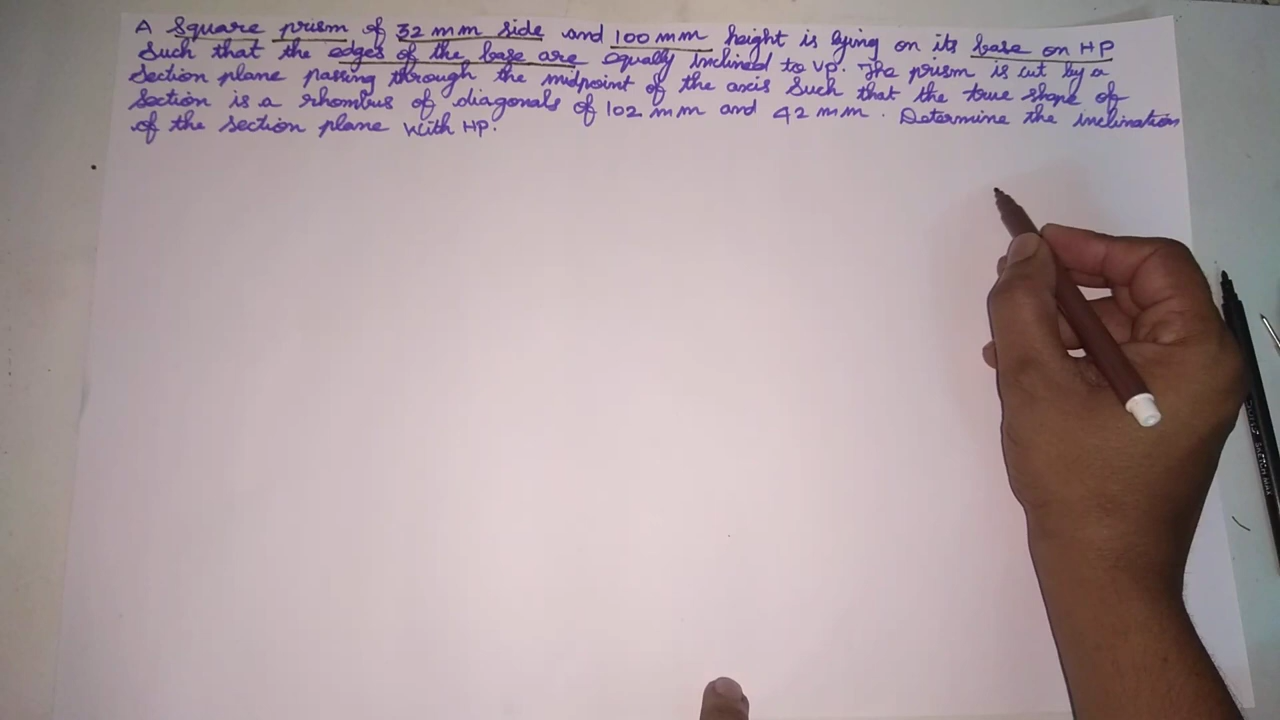 A Square prism of 32 mm side and 100 mm height is lying on its base on HP
Such that the edges of the base are equally inclined to VP. The prism is cut by a
Section plane passing through the midpoint of the axis Such that the true shape of
Section is a rhombus of diagonals of 102 mm and 42 mm. Determine the inclination
of the section plane with HP.